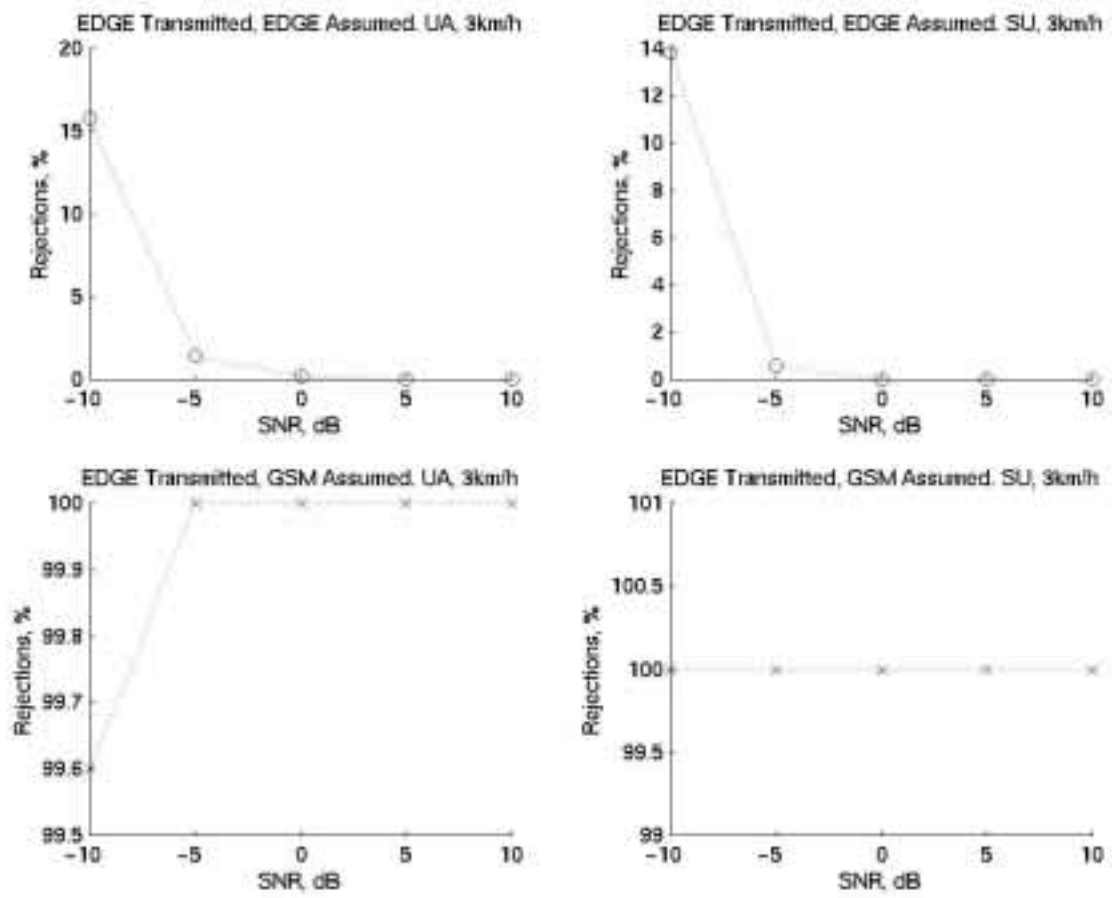 EDGE Transmitted, EDGE Assumed. UA, 3km/h
20
15
10
5
0
Rejections, %
-10 -5 0 5 10
SNR, dB
EDGE Transmitted, EDGE Assumed. SU, 3km/h
14
12
10
8
6
4
2
0
Rejections, %
-10 -5 0 5 10
SNR, dB
EDGE Transmitted, GSM Assumed. UA, 3km/h
100
99.9
99.8
99.7
99.6
99.5
Rejections, %
-10 -5 0 5 10
SNR, dB
EDGE Transmitted, GSM Assumed. SU, 3km/h
101
100.5
100
99.5
99
Rejections, %
-10 -5 0 5 10
SNR, dB